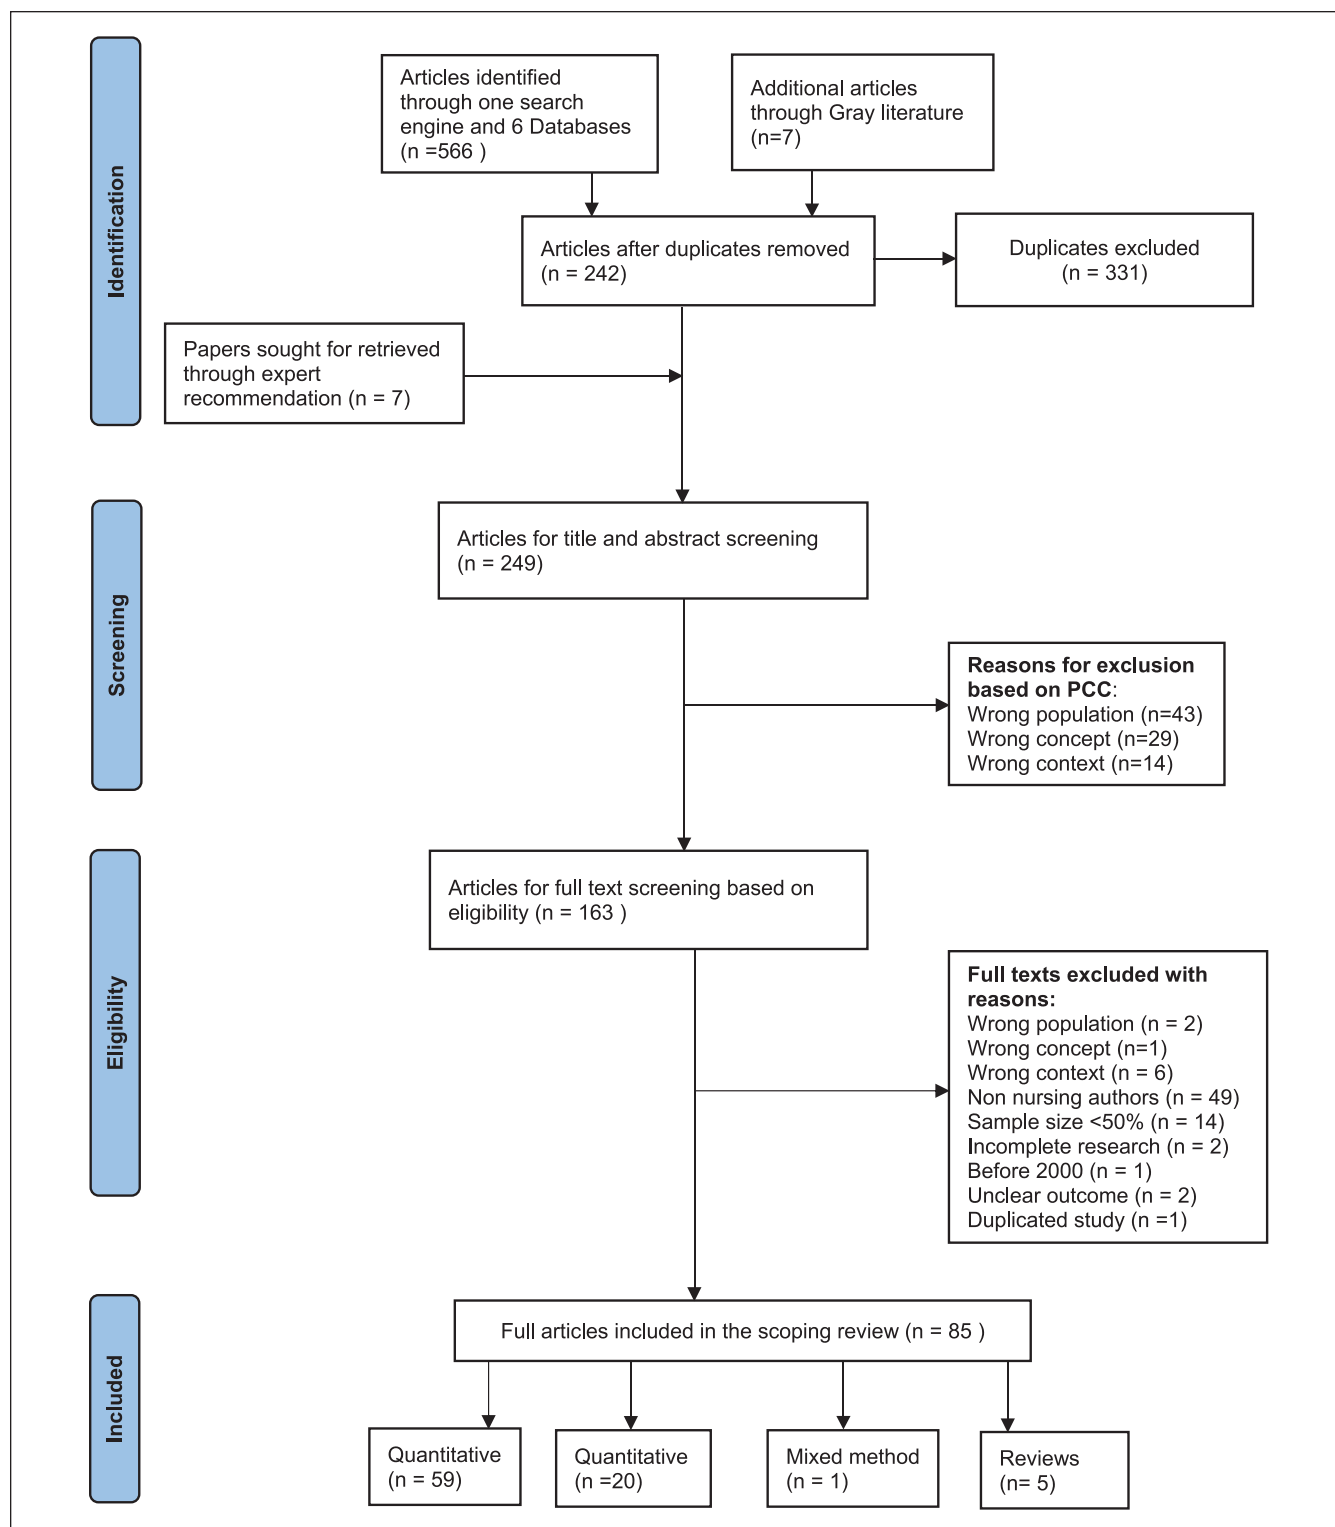 Identification
Articles identified
through one search
engine and 6 Databases
(n =566 )
Additional articles
through Gray literature
(n=7)
Articles after duplicates removed
(n = 242)
Duplicates excluded
(n = 331)
Papers sought for retrieved
through expert
recommendation (n = 7)
Screening
Articles for title and abstract screening
(n = 249)
Reasons for exclusion
based on PCC:
Wrong population (n=43)
Wrong concept (n=29)
Wrong context (n=14)
Eligibility
Articles for full text screening based on
eligibility (n = 163 )
Full texts excluded with
reasons:
Wrong population (n = 2)
Wrong concept (n=1)
Wrong context (n = 6)
Non nursing authors (n = 49)
Sample size <50% (n = 14)
Incomplete research (n = 2)
Before 2000 (n = 1)
Unclear outcome (n = 2)
Duplicated study (n =1)
Included
Full articles included in the scoping review (n = 85 )
Quantitative
(n = 59)
Quantitative
(n =20)
Mixed method
(n = 1)
Reviews
(n= 5)